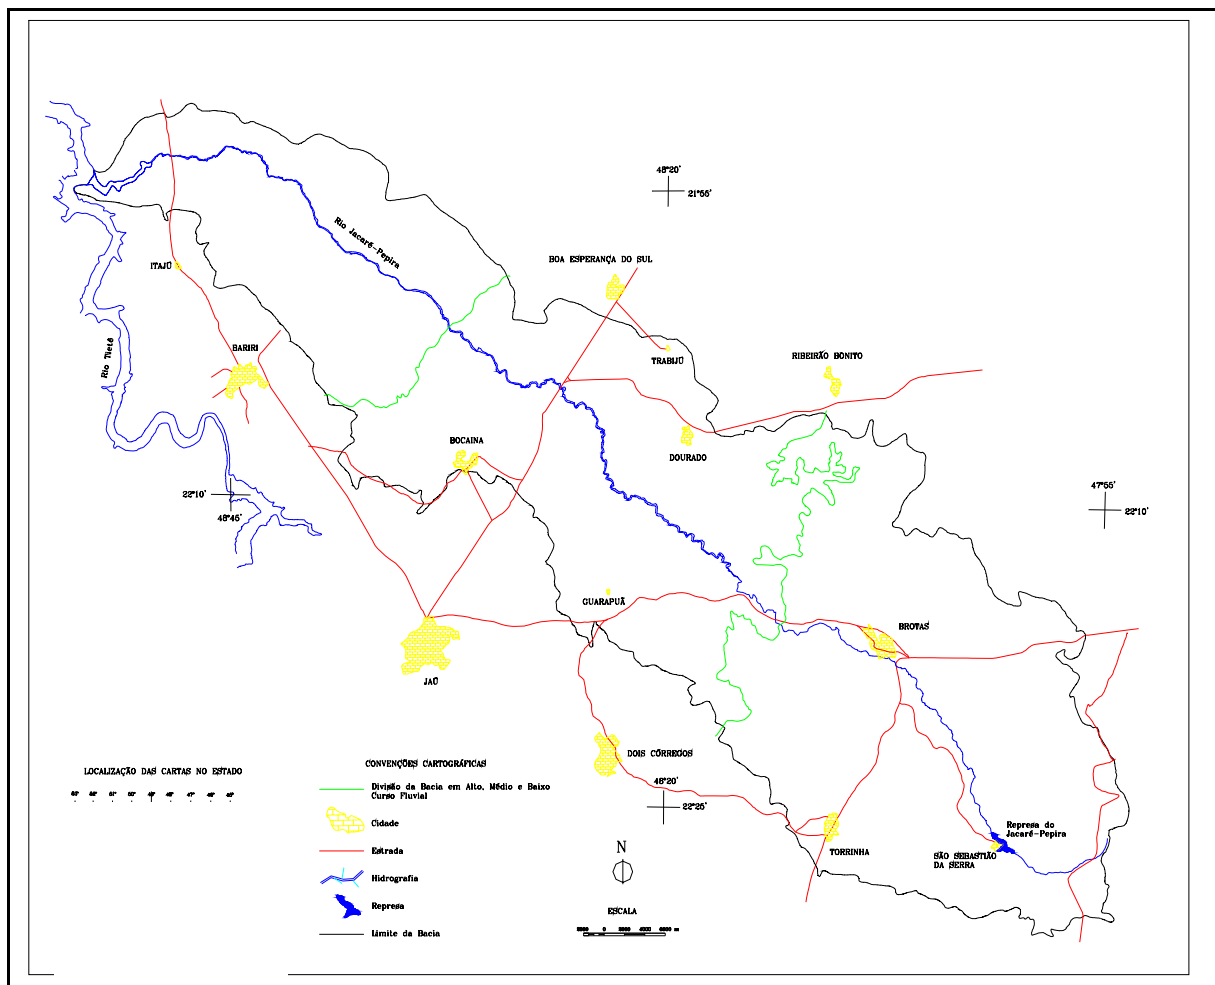 48°20'
21°55'
Rio Jacaré-Pepira
BOA ESPERANÇA DO SUL
ITAJÚ
Rio Tietê
BARIRI
TRABIJÚ
RIBEIRÃO BONITO
BOCAINA
DOURADO
22°10'
48°45'
47°55'
22°10'
GUARAPUÃ
BROTAS
JAÚ
DOIS CÓRREGOS
48°20'
22°25'
TORRINHA
Represa do
Jacaré-Pepira
SÃO SEBASTIÃO
DA SERRA
LOCALIZAÇÃO DAS CARTAS NO ESTADO
CONVENÇÕES CARTOGRÁFICAS
Divisão da Bacia em Alto, Médio e Baixo
Curso Fluvial
Cidade
Estrada
Hidrografia
Represa
Limite da Bacia
N
ESCALA